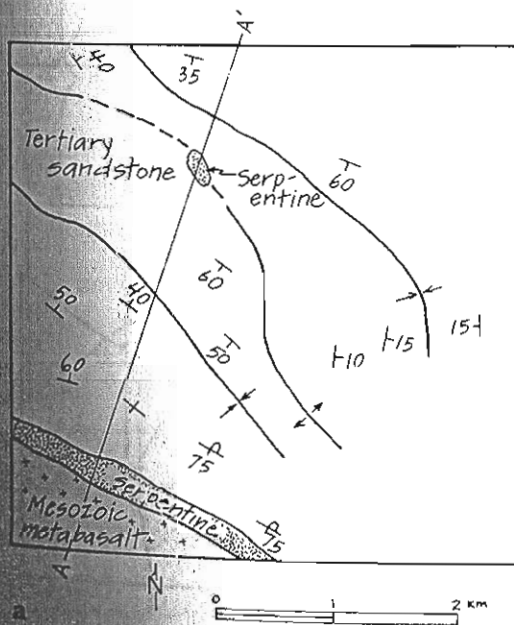 A'
40
35
Tertiary
sandstone
Serp-
entine
60
60
50
40
50
15
15
10
60
75
Serpentine
Mesozoic
metabasalt
75
A
N
a
0 1 2 KM